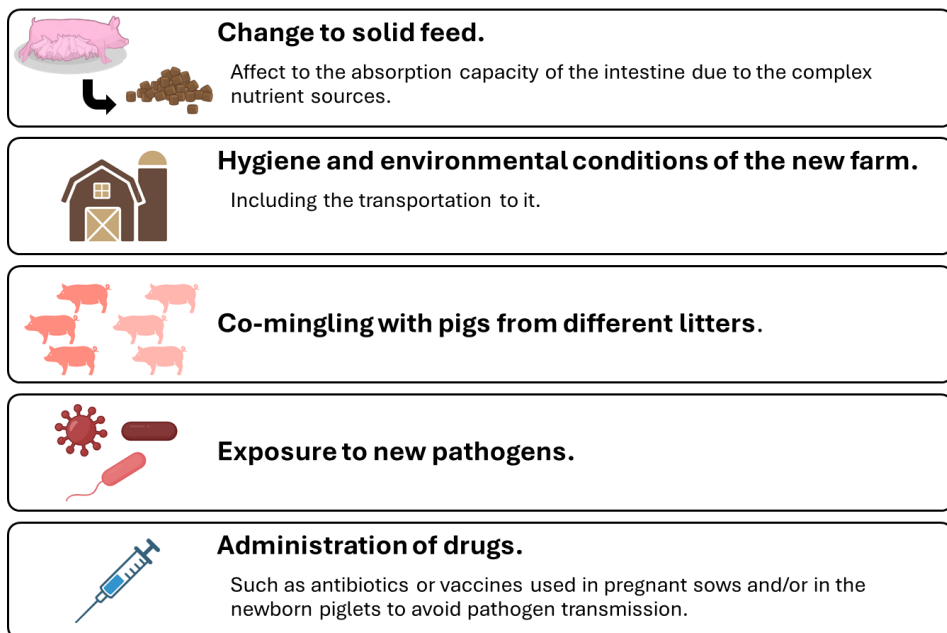 Change to solid feed.
Affect to the absorption capacity of the intestine due to the complex
nutrient sources.
Hygiene and environmental conditions of the new farm.
Including the transportation to it.
Co-mingling with pigs from different litters.
Exposure to new pathogens.
Administration of drugs.
Such as antibiotics or vaccines used in pregnant sows and/or in the
newborn piglets to avoid pathogen transmission.